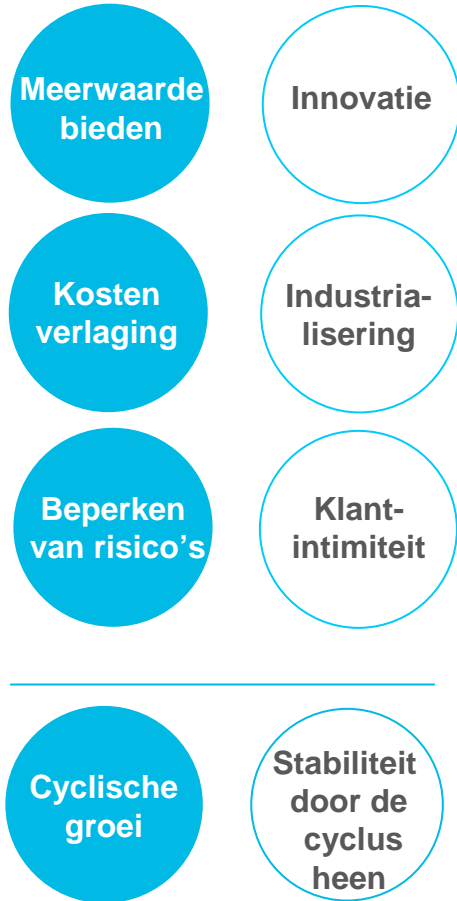 Meerwaarde
bieden
Innovatie
Kosten
verlaging
Industria-
lisering
Beperken
van risico’s
Klant-
intimiteit
Cyclische
groei
Stabiliteit
door de
cyclus
heen